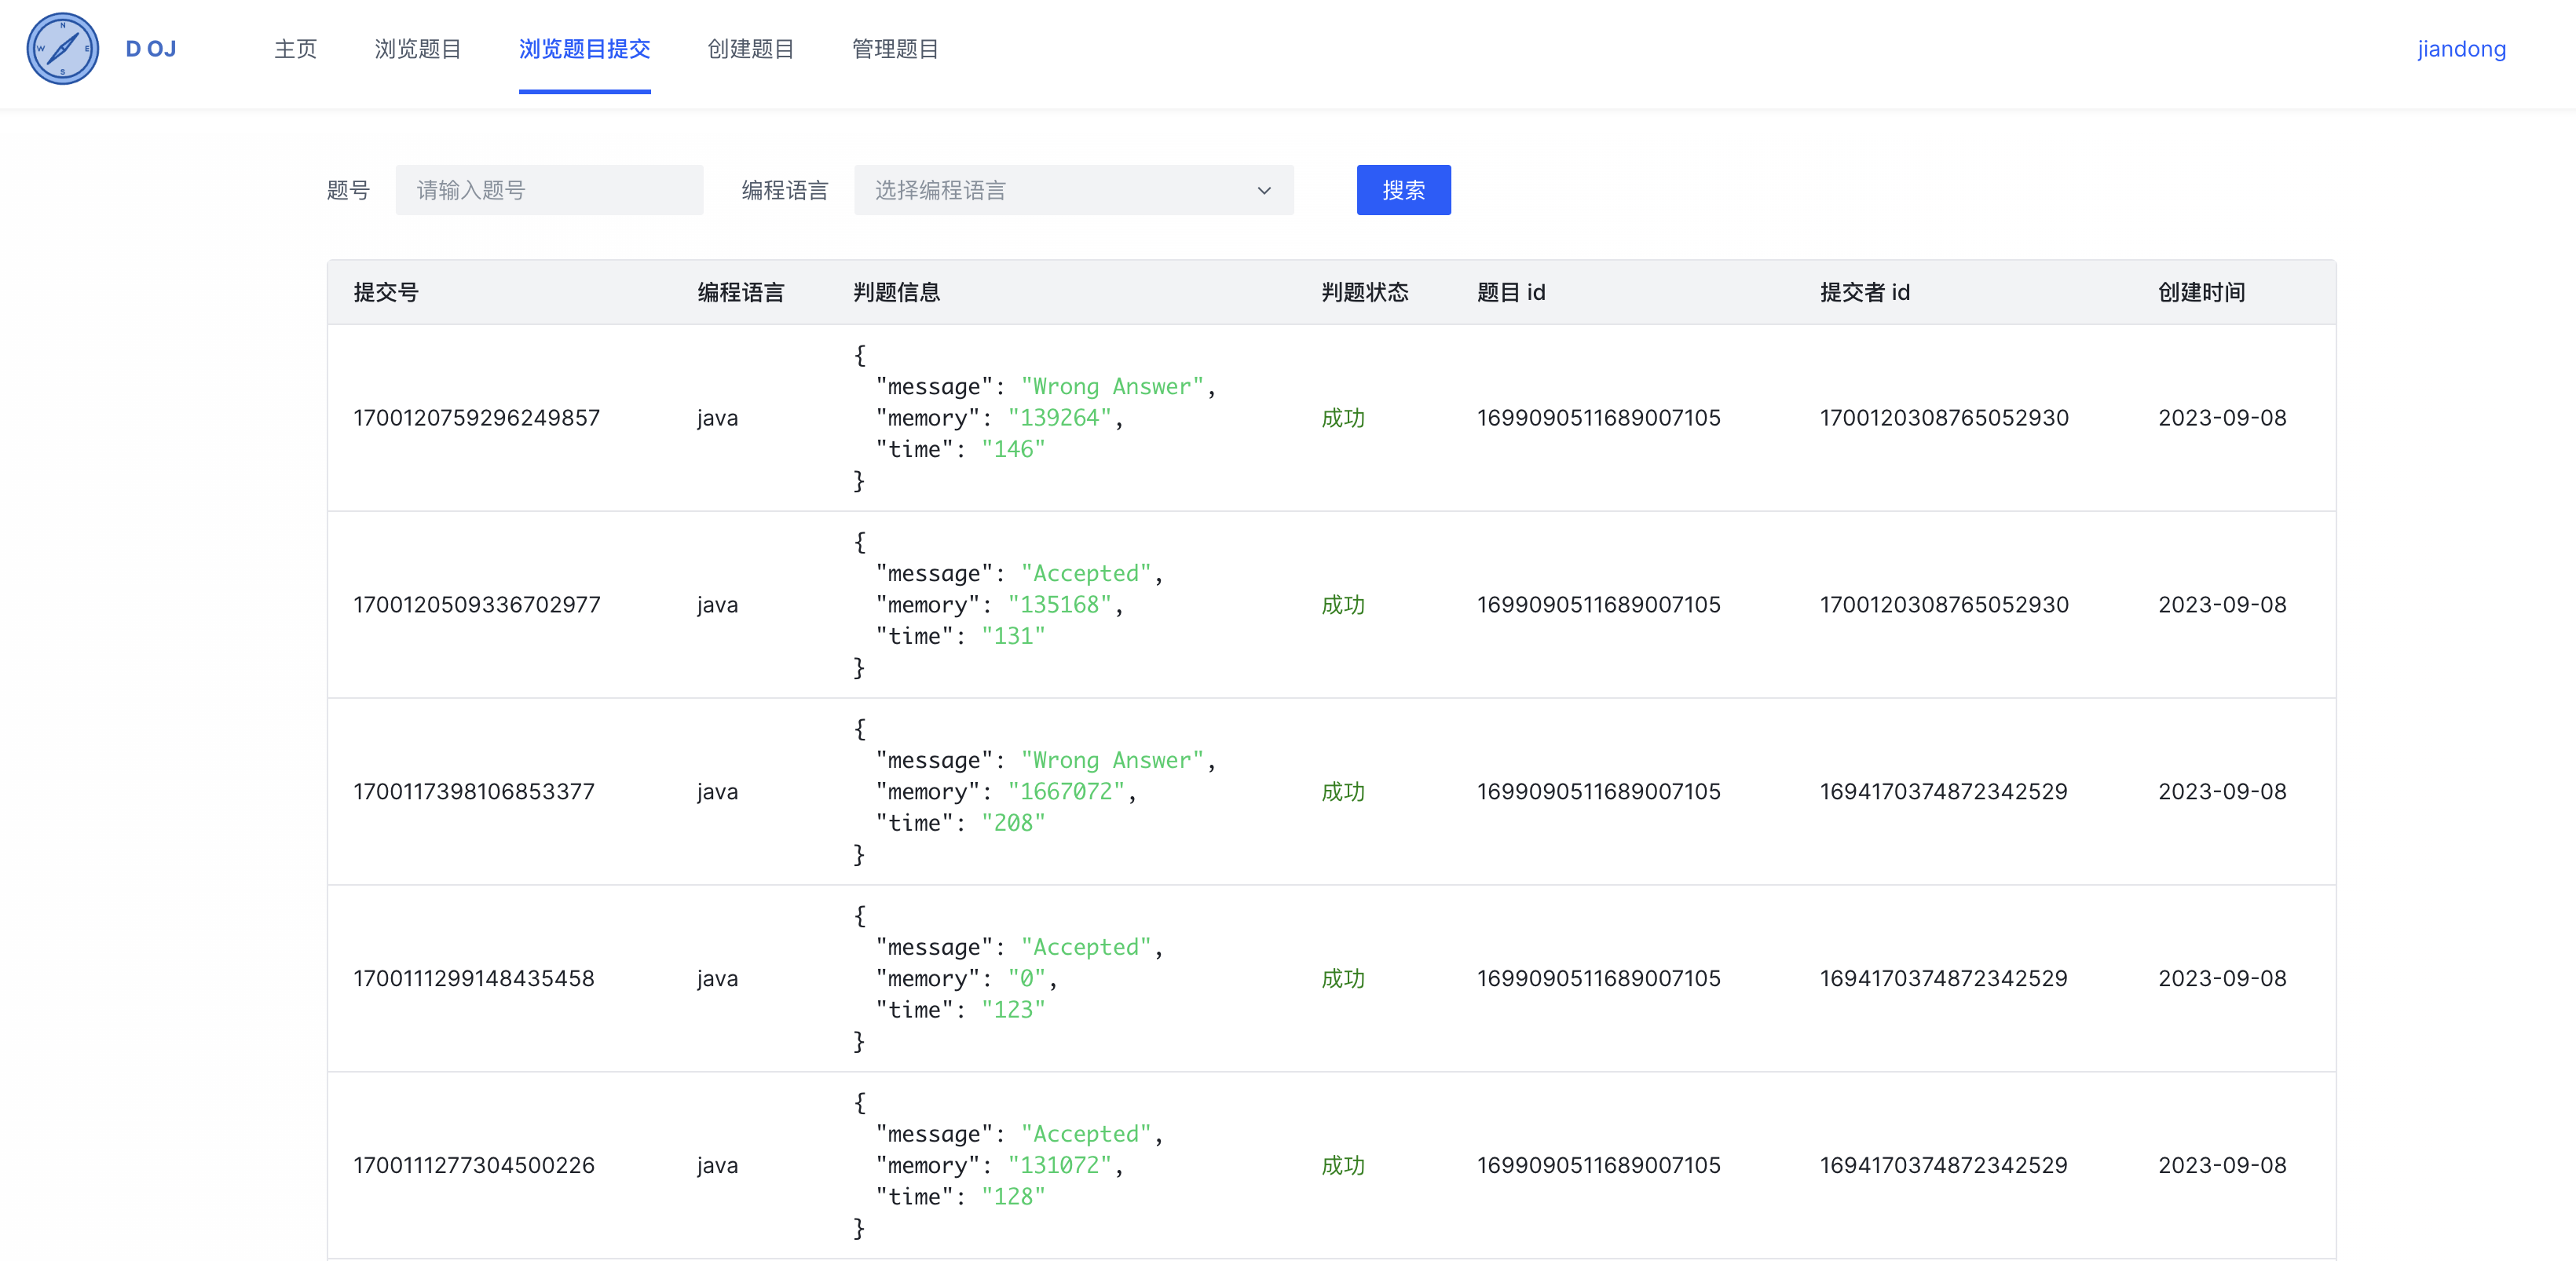 N
W E
S
D OJ 主页 浏览题目 浏览题目提交 创建题目 管理题目 jiandong
题号 请输入题号 编程语言 选择编程语言 搜索
提交号 编程语言 判题信息 判题状态 题目 id 提交者 id 创建时间
{
"message": "Wrong Answer",
1700120759296249857 java "memory": "139264", 成功 1699090511689007105 1700120308765052930 2023-09-08
"time": "146"
}
{
"message": "Accepted",
1700120509336702977 java "memory": "135168", 成功 1699090511689007105 1700120308765052930 2023-09-08
"time": "131"
}
{
"message": "Wrong Answer",
1700117398106853377 java "memory": "1667072", 成功 1699090511689007105 1694170374872342529 2023-09-08
"time": "208"
}
{
"message": "Accepted",
1700111299148435458 java "memory": "0", 成功 1699090511689007105 1694170374872342529 2023-09-08
"time": "123"
}
{
"message": "Accepted",
1700111277304500226 java "memory": "131072", 成功 1699090511689007105 1694170374872342529 2023-09-08
"time": "128"
}